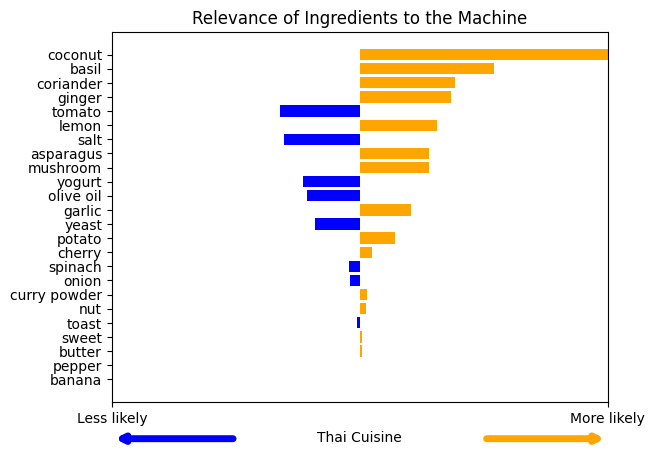 Relevance of Ingredients to the Machine
coconut
basil
coriander
ginger
tomato
lemon
salt
asparagus
mushroom
yogurt
olive oil
garlic
yeast
potato
cherry
spinach
onion
curry powder
nut
toast
sweet
butter
pepper
banana
Less likely
More likely
Thai Cuisine